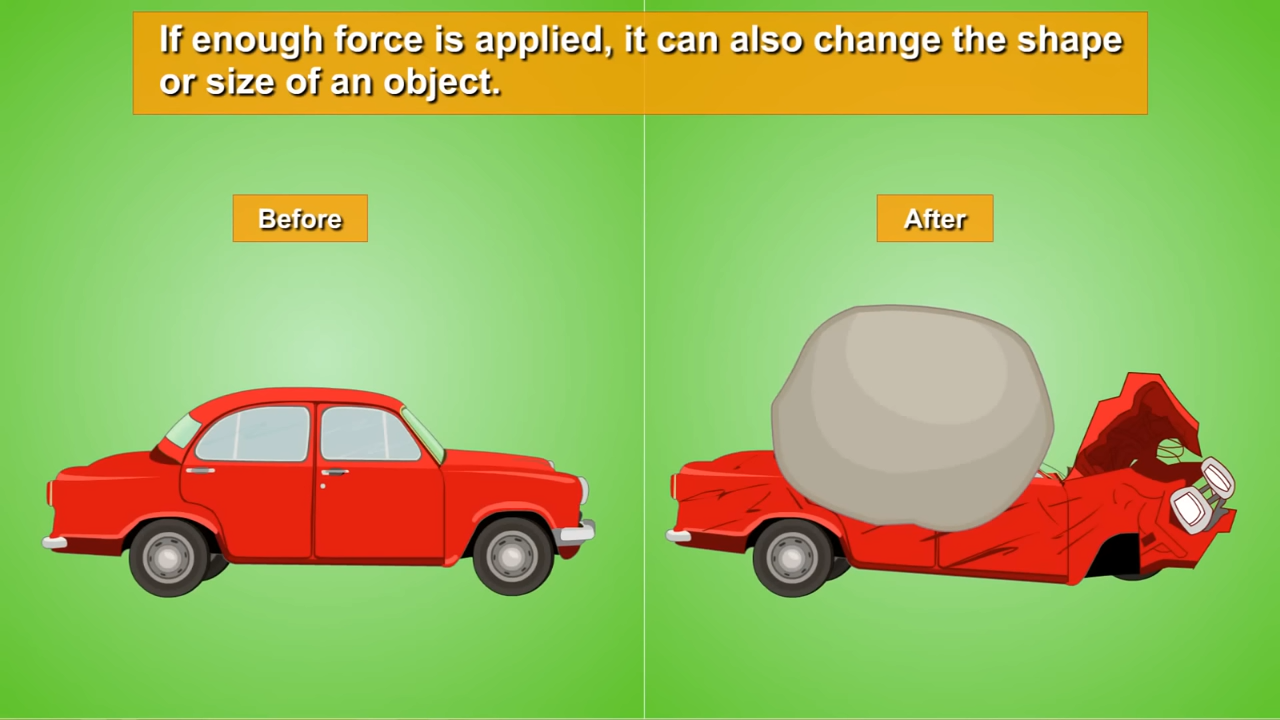 If enough force is applied, it can also change the shape
or size of an object.
Before
After